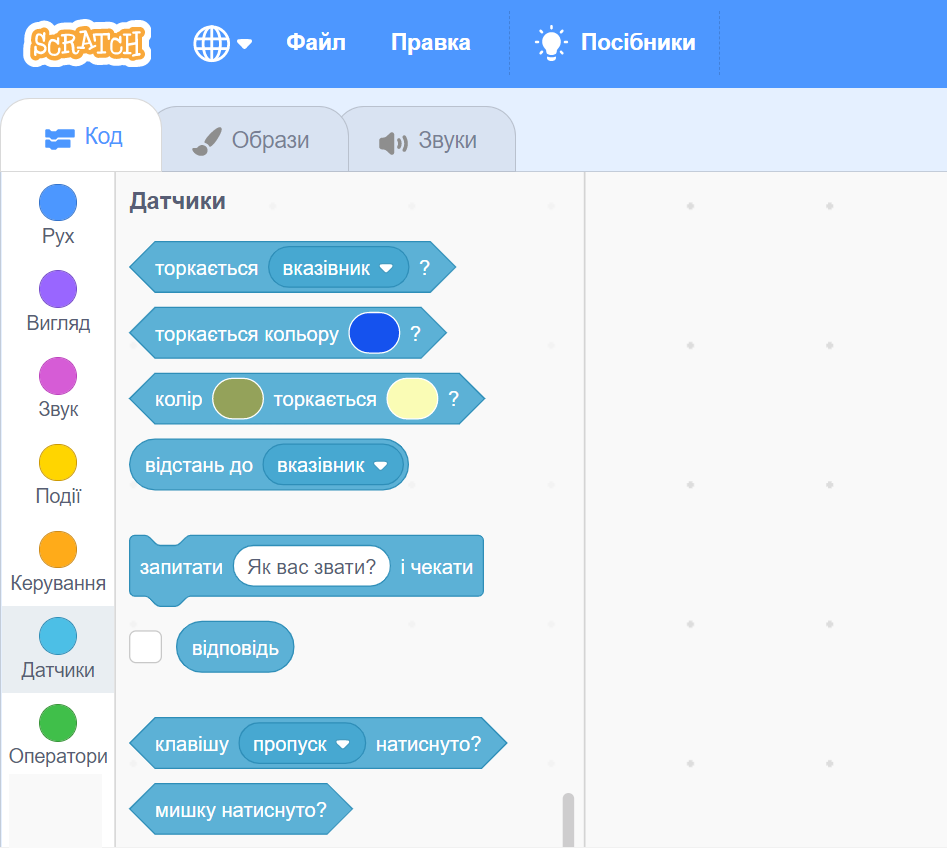 SCRATCH Файл Правка Посібники
Код Образи Звуки
Рух
Вигляд
Звук
Події
Керування
Датчики
Оператори
Датчики
торкається вказівник ?
торкається кольору ?
колір торкається ?
відстань до вказівник
запитати Як вас звати? і чекати
відповідь
клавішу пропуск натиснуто?
мишку натиснуто?